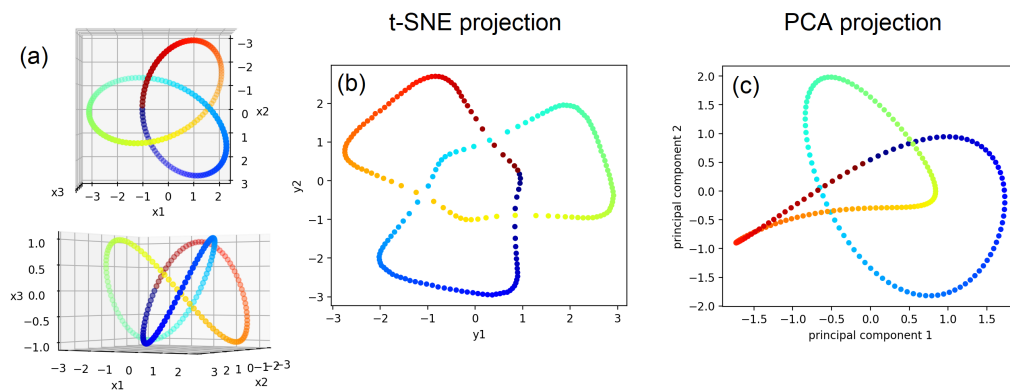 t-SNE projection
PCA projection
(a)
−3
−2
−1
0
x2
1
2
3
x3
−3 −2 −1 0 1 2
x1
1.0
0.5
x3 0.0
−0.5
−1.0
−3 −2 −1 0 1 2 3
x1
3 2 1 0 −1−2−3
x2
(b)
2
1
0
−1
−2
−3
y2
−3 −2 −1 0 1 2 3
y1
(c)
2.0
1.5
1.0
0.5
0.0
−0.5
−1.0
−1.5
−2.0
principal component 2
−1.5 −1.0 −0.5 0.0 0.5 1.0 1.5
principal component 1